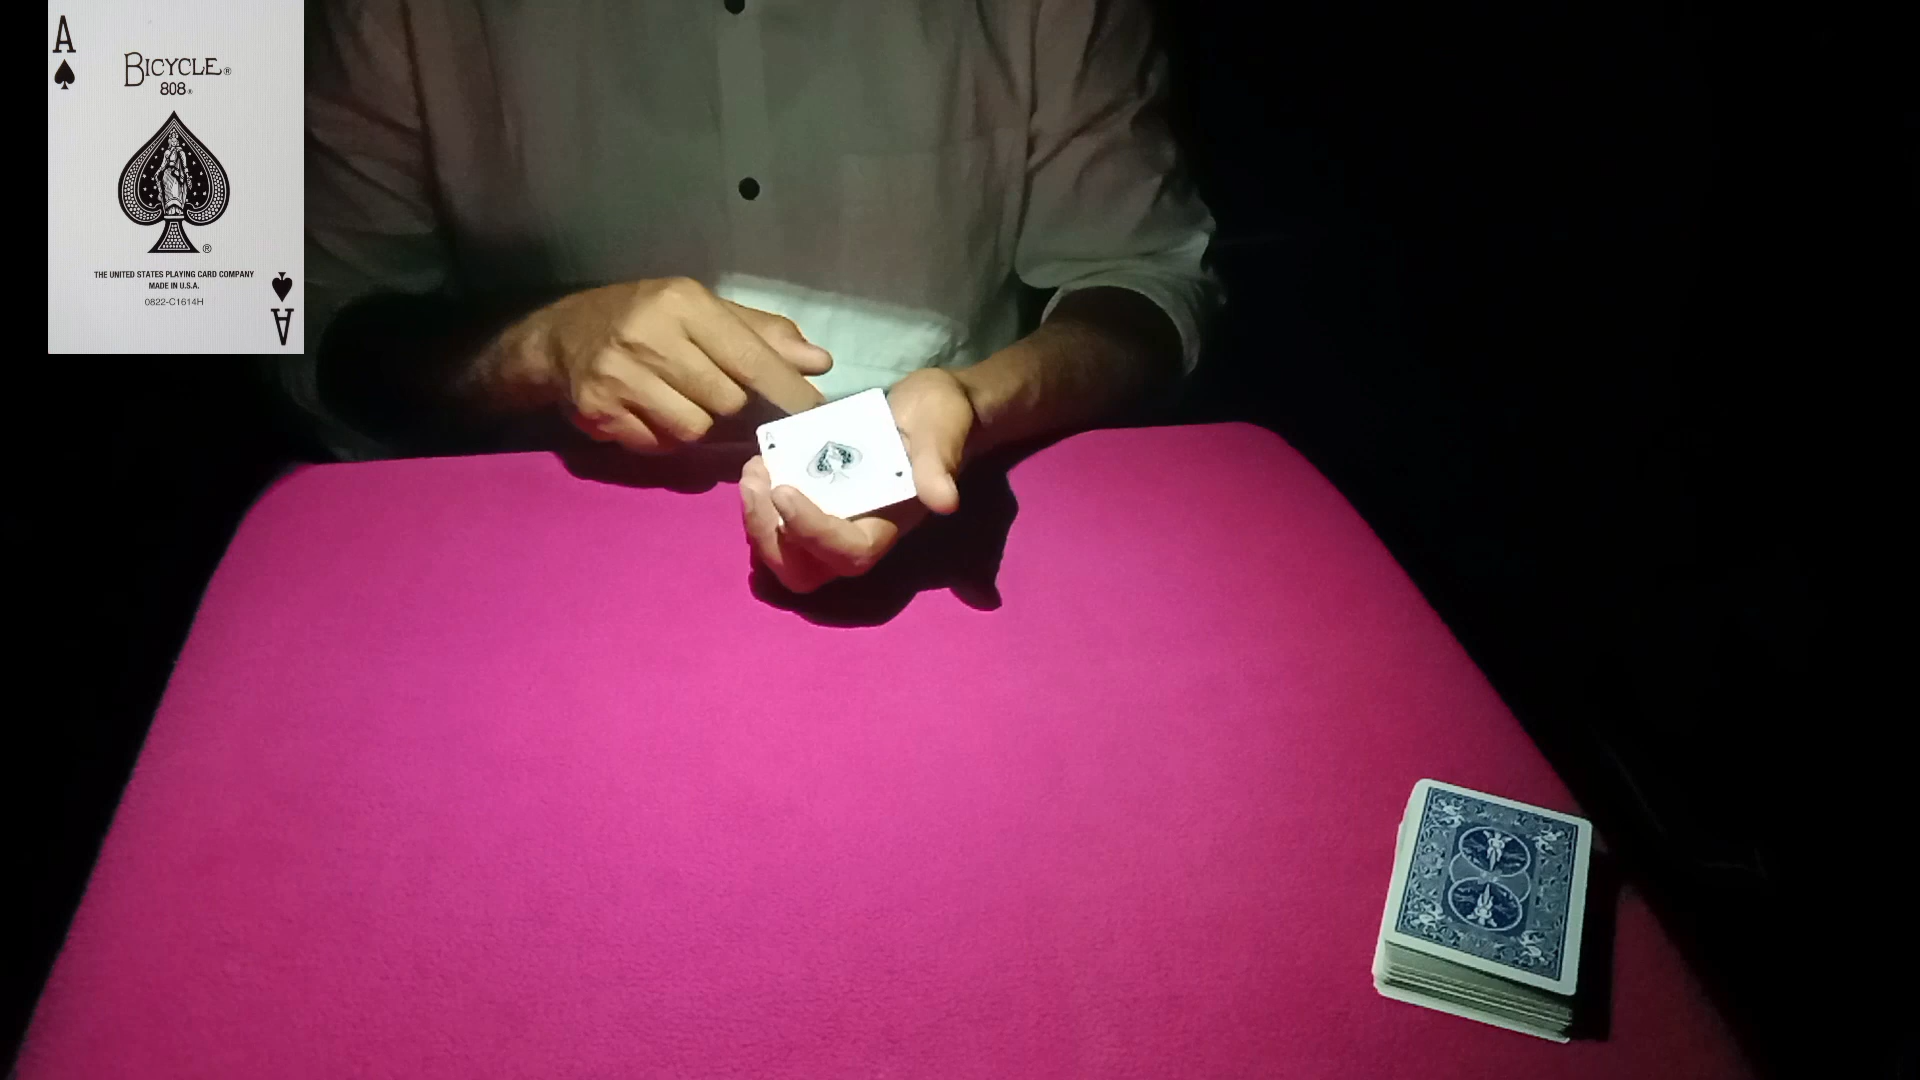 A
BICYCLE®
808®
®
THE UNITED STATES PLAYING CARD COMPANY
MADE IN U.S.A.
0822-C1614H
A
A